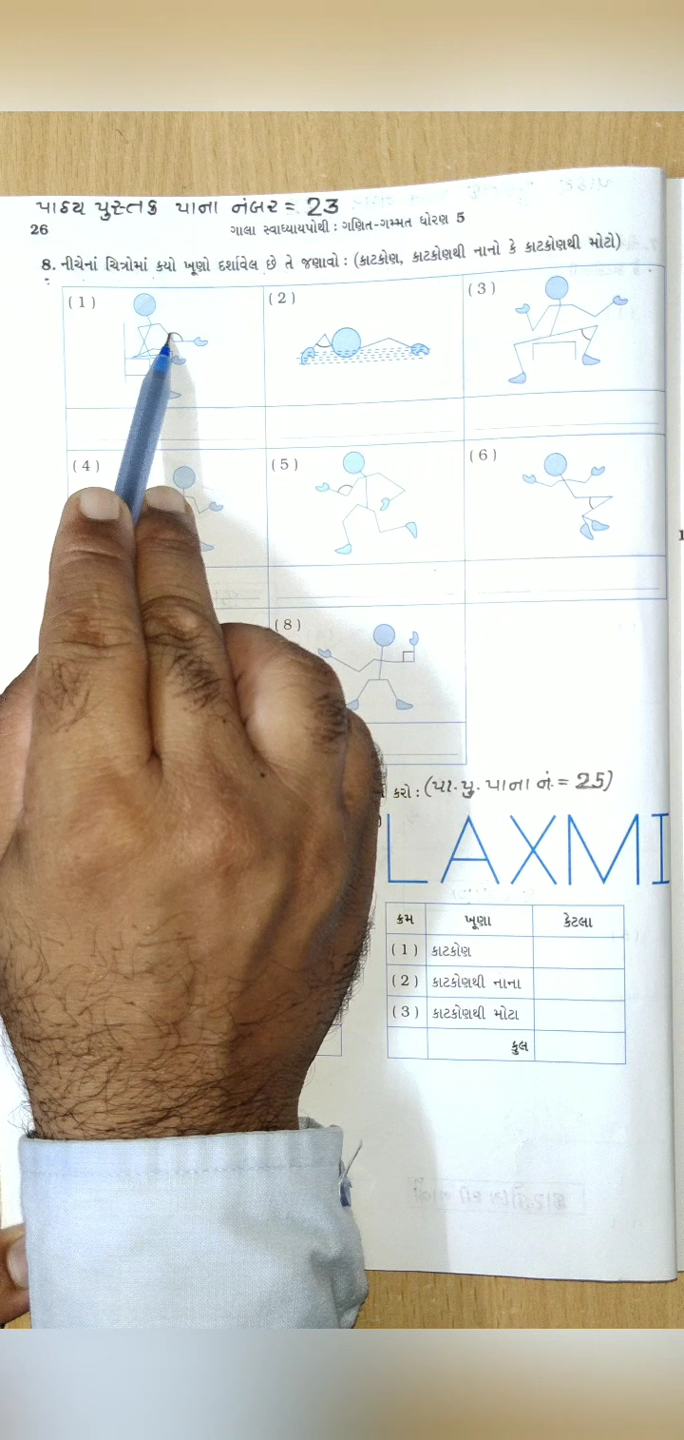 પાઠ્ય પુસ્તક પાના નંબર = 23
26 ગાલા સ્વાધ્યાયપોથી : ગણિત-ગમ્મત ધોરણ 5
8. નીચેનાં ચિત્રોમાં કયો ખૂણો દર્શાવેલ છે તે જણાવો : (કાટકોણ, કાટકોણથી નાનો કે કાટકોણથી મોટો)
(1) (2) (3)
(4) (5) (6)
(8)
કરો : (પા. પુ. પાના નં. = 25)
LAXMI
ક્રમ ખૂણા કેટલા
(1) કાટકોણ
(2) કાટકોણથી નાના
(3) કાટકોણથી મોટા
કુલ